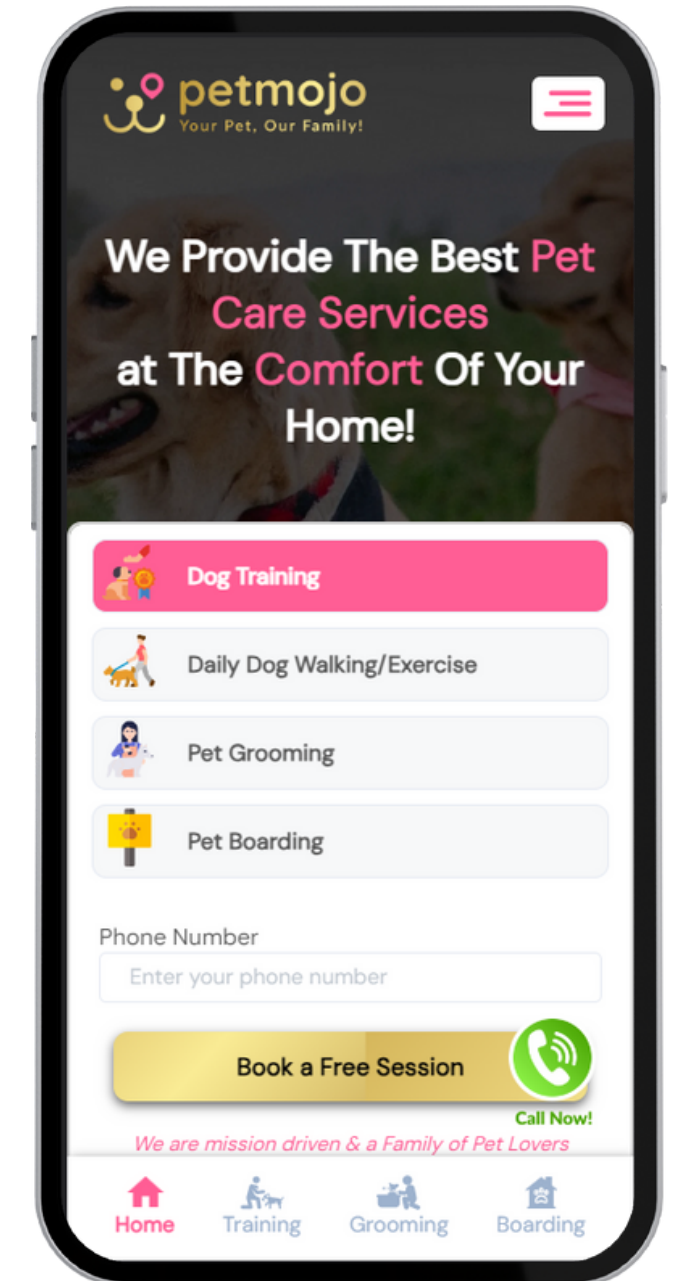 petmojo
Your Pet, Our Family!
We Provide The Best Pet
Care Services
at The Comfort Of Your
Home!
Dog Training
Daily Dog Walking/Exercise
Pet Grooming
Pet Boarding
Phone Number
Enter your phone number
Book a Free Session
Call Now!
We are mission driven & a Family of Pet Lovers
Home
Training
Grooming
Boarding